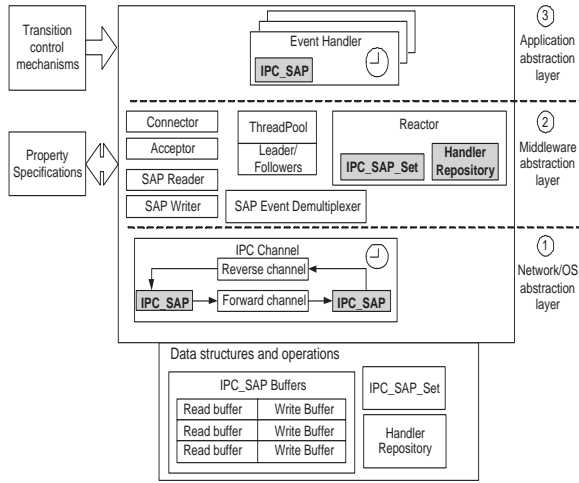 Transition
control
mechanisms
Event Handler
IPC_SAP
3
Application
abstraction
layer
Property
Specifications
Connector
Acceptor
SAP Reader
SAP Writer
ThreadPool
Leader/
Followers
SAP Event Demultiplexer
Reactor
IPC_SAP_Set
Handler
Repository
2
Middleware
abstraction
layer
IPC Channel
Reverse channel
IPC_SAP
Forward channel
IPC_SAP
1
Network/OS
abstraction
layer
Data structures and operations
IPC_SAP Buffers
Read buffer Write Buffer
Read buffer Write Buffer
Read buffer Write Buffer
IPC_SAP_Set
Handler
Repository